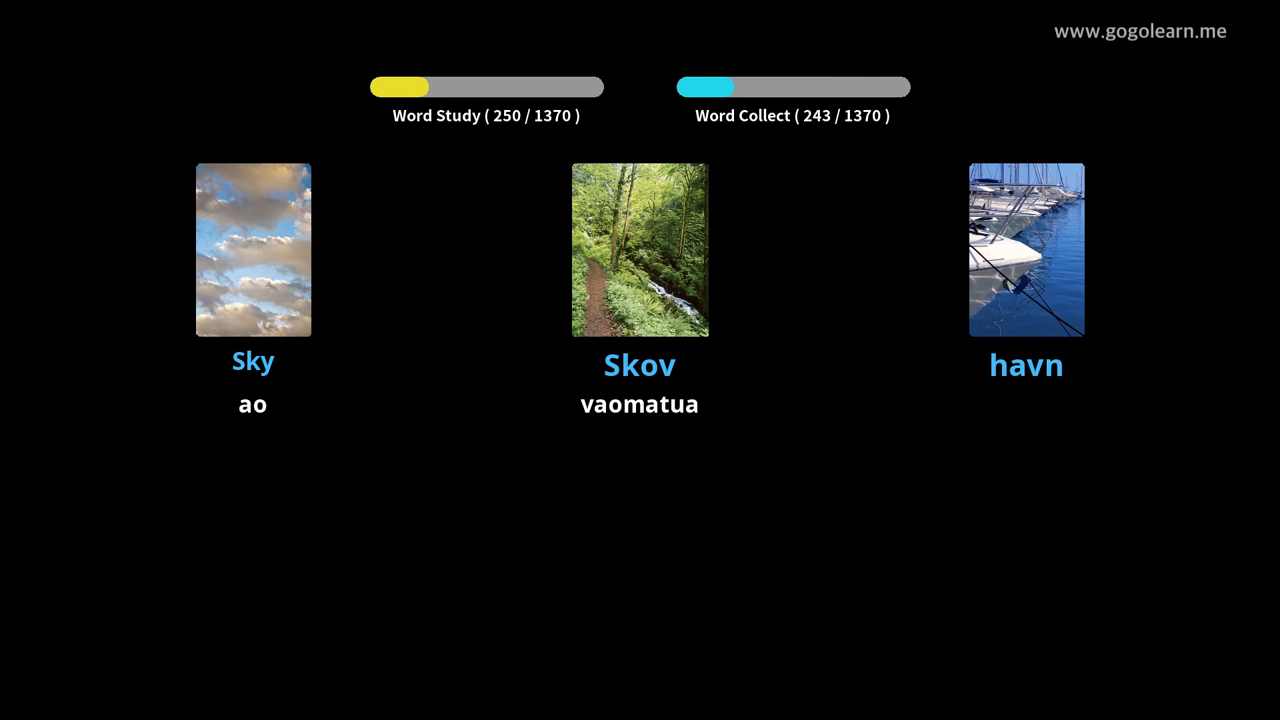 www.gogolearn.me
Word Study ( 250 / 1370 )
Word Collect ( 243 / 1370 )
Sky
ao
Skov
vaomatua
havn